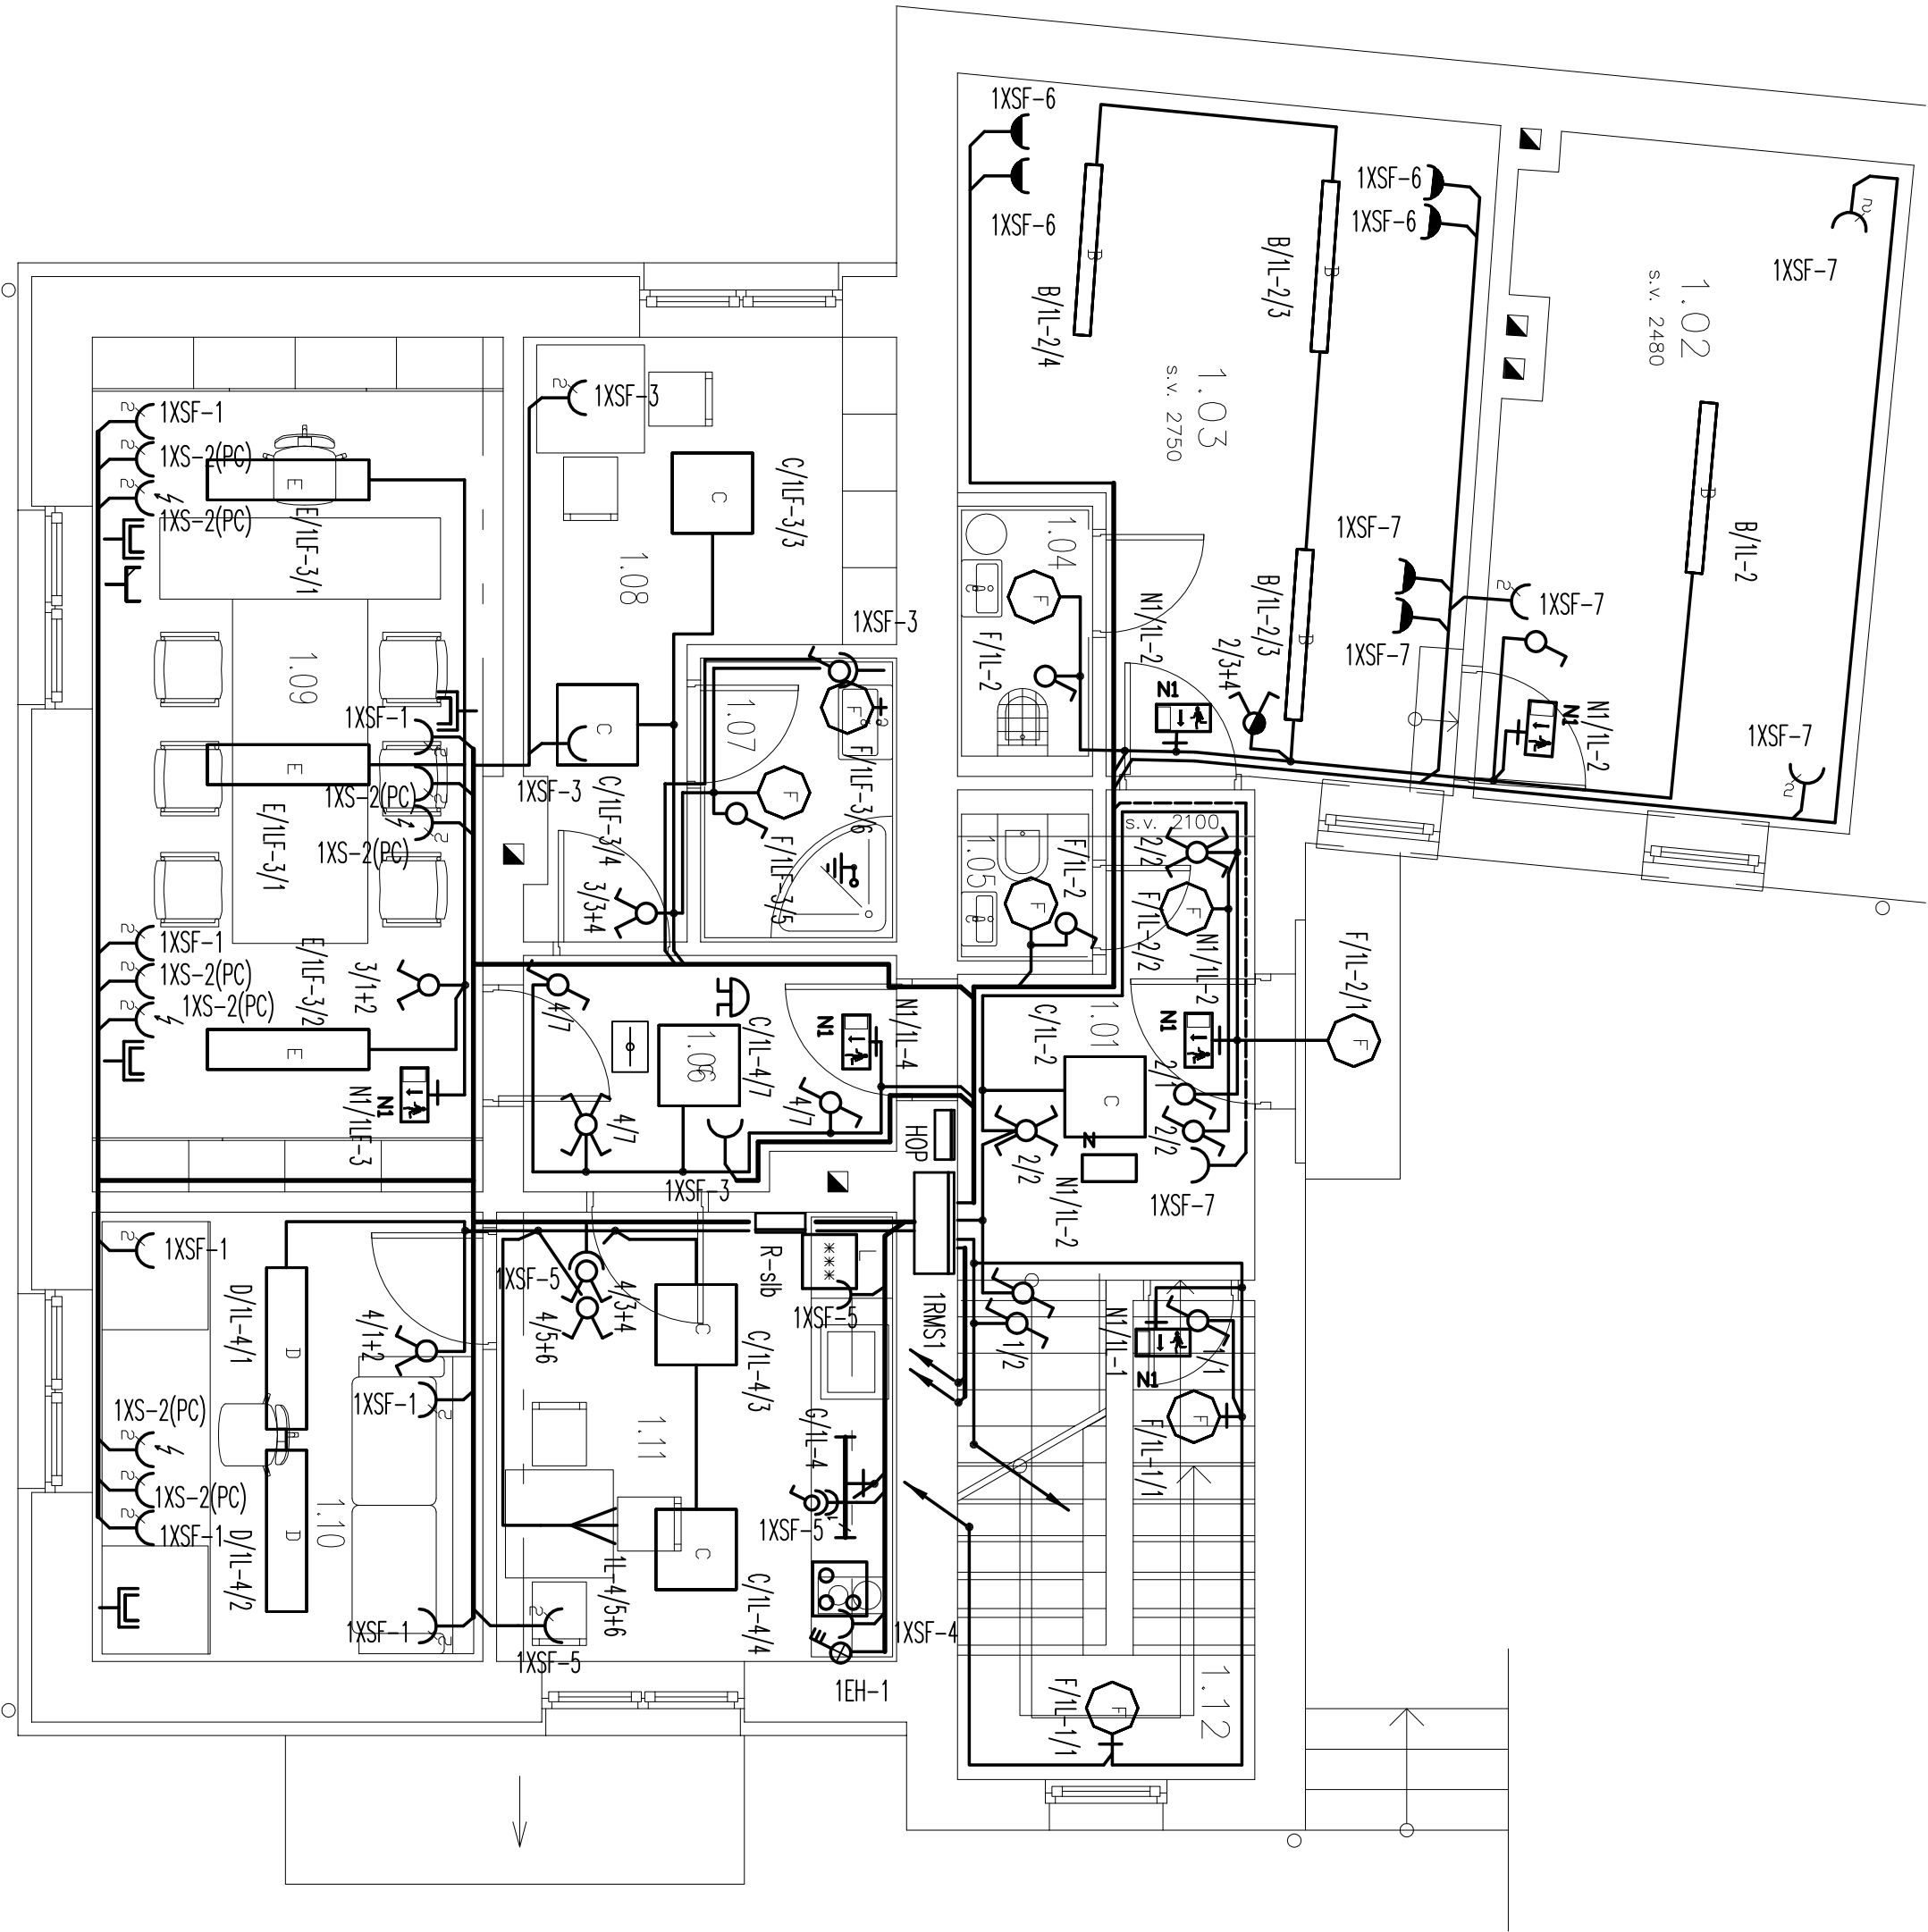 1XSF-6
1XSF-6
1XSF-6
1XSF-6
1XSF-7
B
B/1L-2/4
B
B/1L-2/3
1.02
s.v. 2480
1.03
s.v. 2750
B
B/1L-2
1XSF-7
1XSF-7
1XSF-7
1XSF-7
B
B/1L-2/3
2/3+4
N1/1L-2
N1
N1/1L-2
N1
1.04
F
F/1L-2
1XSF-3
1XSF-3
C
C/1LF-3/3
1.08
1XSF-1
1XS-2(PC)
1XS-2(PC)
E
E/1LF-3/1
1.09
1XSF-1
1XS-2(PC)
1XS-2(PC)
E
E/1LF-3/1
1XSF-3
C
C/1LF-3/4
3/3+4
1.07
F
F/1LF-3/6
F
F/1LF-3/5
s.v. 2100
2/2
1.05
F
F/1L-2
F
F/1L-2/2
N1/1L-2
N1
F
F/1L-2/1
1XSF-1
1XS-2(PC)
1XS-2(PC)
E
E/1LF-3/2
3/1+2
N1
N1/1LF-3
4/7
4/7
1.06
C
C/1L-4/7
N1
N1/1L-4
4/7
1XSF-3
HOP
1.01
C
C/1L-2
2/1
2/2
2/2
N
N1/1L-2
1XSF-7
1XSF-1
D
D/1L-4/1
4/1+2
1XSF-1
1XS-2(PC)
1XS-2(PC)
1XSF-1
D
D/1L-4/2
1.10
1XSF-1
1XSF-5
4/3+4
4/5+6
R-slb
L
1XSF-5
C
C/1L-4/3
1.11
G/1L-4
1XSF-5
C
C/1L-4/4
1L-4/5+6
1XSF-5
1XSF-4
1EH-1
1RMS1
1/2
N1/1L-1
N1
1/1
F
F/1L-1/1
F
F/1L-1/1
1.12